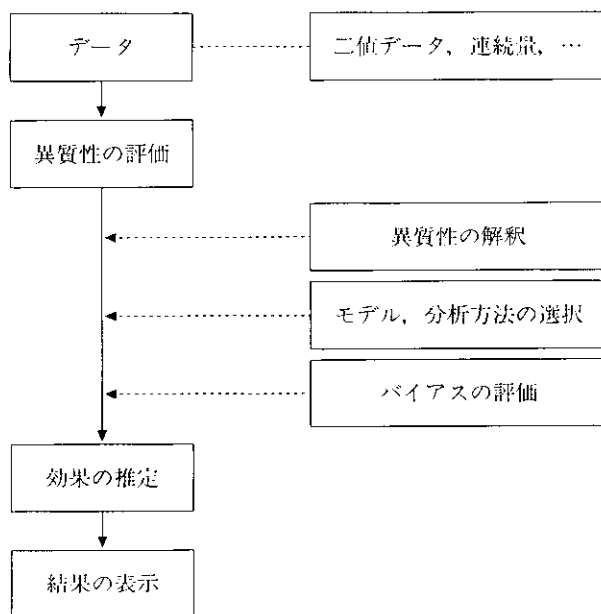 データ
二値データ，連続量，…
異質性の評価
異質性の解釈
モデル，分析方法の選択
バイアスの評価
効果の推定
結果の表示